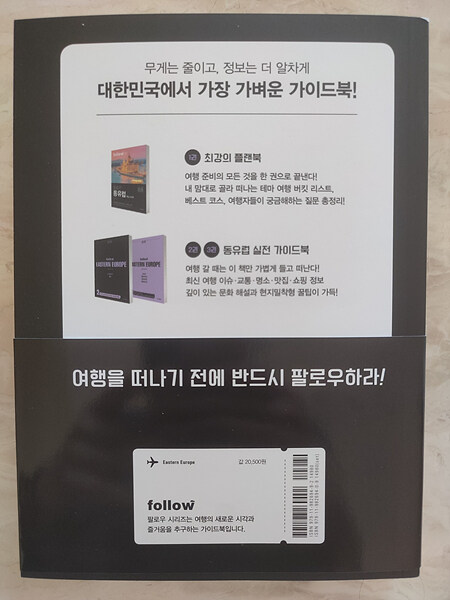 무게는 줄이고, 정보는 더 알차게
대한민국에서 가장 가벼운 가이드북!
follow
동유럽
1권 최강의 플랜북
여행 준비의 모든 것을 한 권으로 끝낸다!
내 맘대로 골라 떠나는 테마 여행 버킷 리스트,
베스트 코스, 여행자들이 궁금해하는 질문 총정리!
EASTERN EUROPE
EASTERN EUROPE
2권 3권 동유럽 실전 가이드북
여행 갈 때는 이 책만 가볍게 들고 떠난다!
최신 여행 이슈·교통·명소·맛집·쇼핑 정보
깊이 있는 문화 해설과 현지밀착형 꿀팁이 가득!
여행을 떠나기 전에 반드시 팔로우하라!
Eastern Europe 값 20,500원
follow
팔로우 시리즈는 여행의 새로운 시각과
즐거움을 추구하는 가이드북입니다.